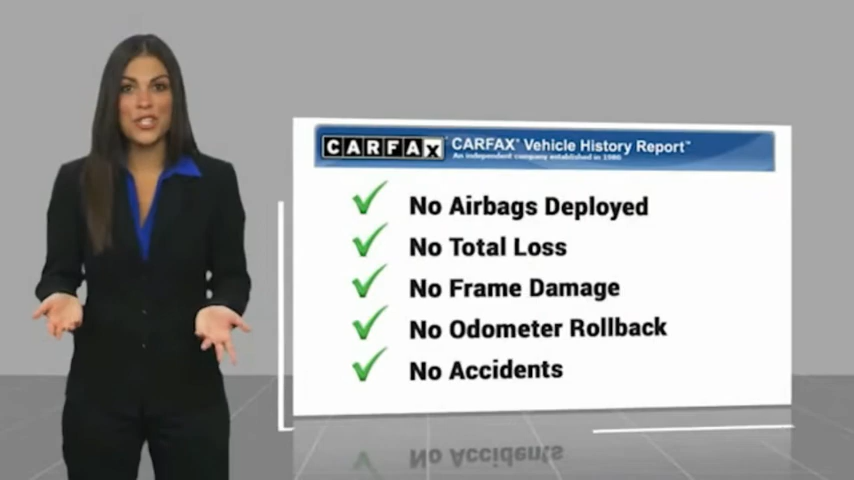 CARFAX CARFAX® Vehicle History Report™
An independent company established in 1986
No Airbags Deployed
No Total Loss
No Frame Damage
No Odometer Rollback
No Accidents
No Accidents